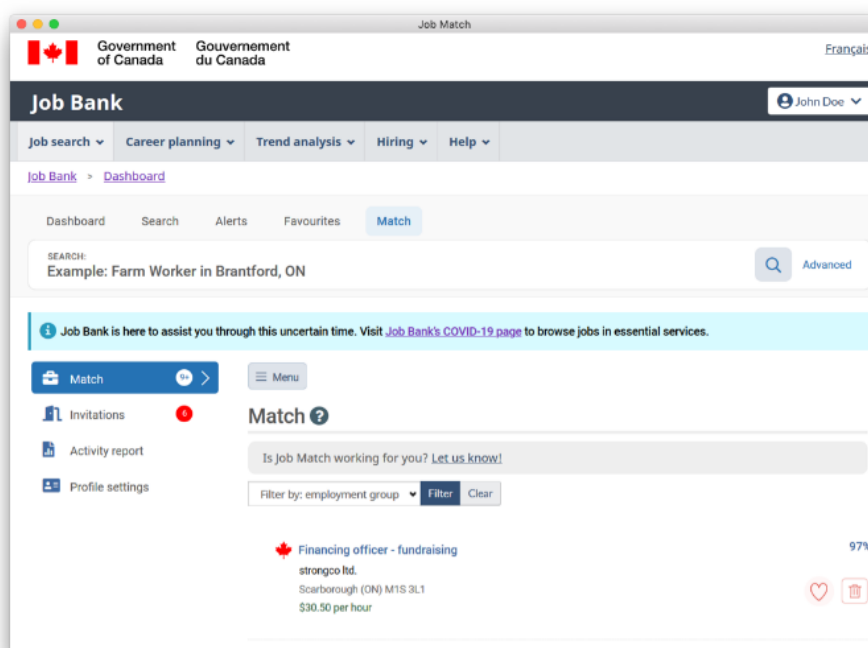 Job Match
Government of Canada
Gouvernement du Canada
Français
Job Bank
John Doe
Job search
Career planning
Trend analysis
Hiring
Help
Job Bank > Dashboard
Dashboard
Search
Alerts
Favourites
Match
SEARCH:
Example: Farm Worker in Brantford, ON
Advanced
Job Bank is here to assist you through this uncertain time. Visit Job Bank's COVID-19 page to browse jobs in essential services.
Match 9+
Invitations 6
Activity report
Profile settings
Menu
Match ?
Is Job Match working for you? Let us know!
Filter by: employment group
Filter
Clear
Financing officer - fundraising
97%
strongco ltd.
Scarborough (ON) M1S 3L1
$30.50 per hour